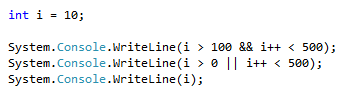 int i = 10;
System.Console.WriteLine(i > 100 && i++ < 500);
System.Console.WriteLine(i > 0 || i++ < 500);
System.Console.WriteLine(i);